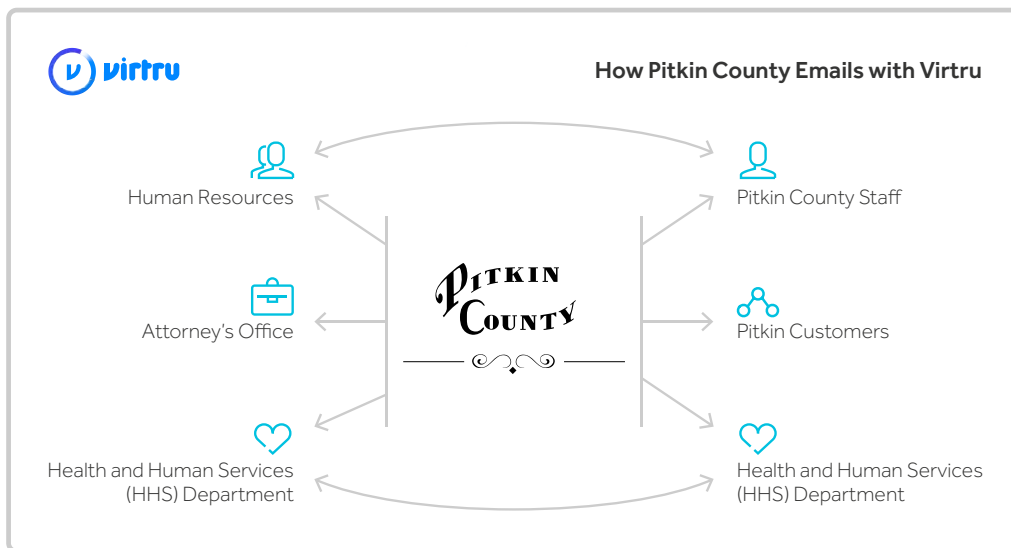 virtru
How Pitkin County Emails with Virtru
Human Resources
Pitkin County Staff
PITKIN
COUNTY
Attorney's Office
Pitkin Customers
Health and Human Services
(HHS) Department
Health and Human Services
(HHS) Department